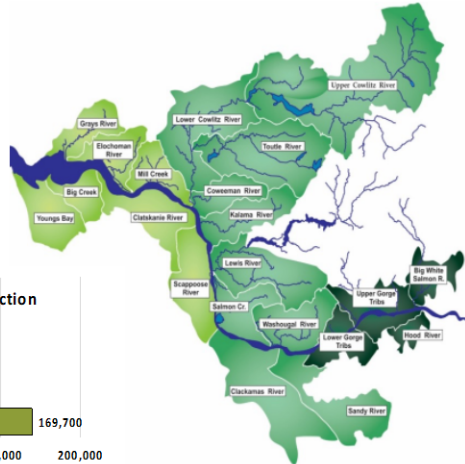 Upper Cowlitz River
Grays River
Lower Cowlitz River
Elochoman
River
Toutle River
Mill Creek
Big Creek
Coweeman River
Youngs Bay
Clatskanie River
Kalama River
Lewis River
Big White
Salmon R.
Scappoose
River
Upper Gorge
Tribs
ction
Salmon Cr.
Washougal River
Lower Gorge
Tribs
Hood River
Clackamas River
Sandy River
169,700
,000
200,000